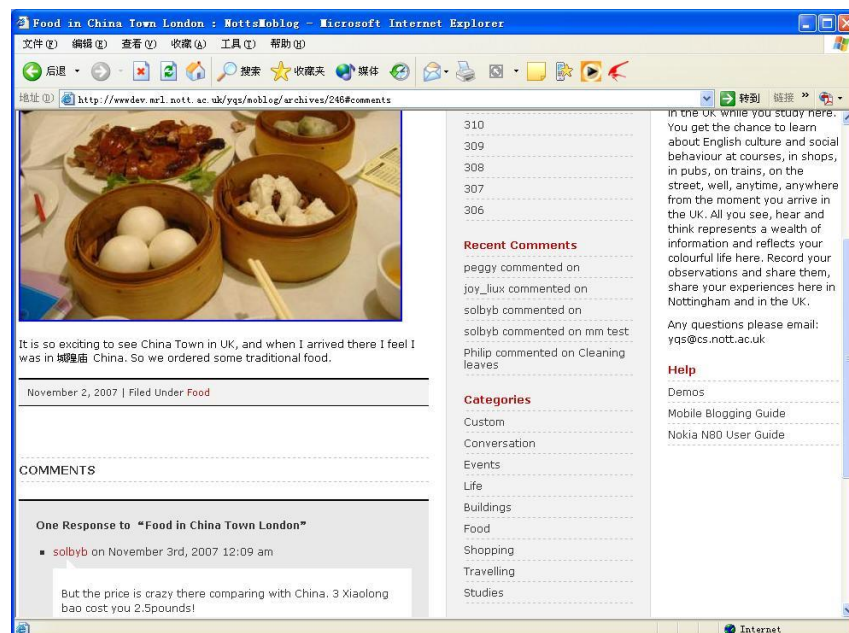 Food in China Town London : NottsMoblog - Microsoft Internet Explorer
文件(F) 编辑(E) 查看(V) 收藏(A) 工具(T) 帮助(H)
后退 搜索 收藏夹 媒体
地址(D) http://wwwdev.mrl.nott.ac.uk/yqs/moblog/archives/246#comments 转到 链接 »
It is so exciting to see China Town in UK, and when I arrived there I feel I
was in 城隍庙 China. So we ordered some traditional food.
November 2, 2007 | Filed Under Food
COMMENTS
One Response to “Food in China Town London”
solbyb on November 3rd, 2007 12:09 am
But the price is crazy there comparing with China. 3 Xiaolong
bao cost you 2.5pounds!
310
309
308
307
306
Recent Comments
peggy commented on
joy_liux commented on
solbyb commented on
solbyb commented on mm test
Philip commented on Cleaning
leaves
Categories
Custom
Conversation
Events
Life
Buildings
Food
Shopping
Travelling
Studies
in the UK while you study here.
You get the chance to learn
about English culture and social
behaviour at courses, in shops,
in pubs, on trains, on the
street, well, anytime, anywhere
from the moment you arrive in
the UK. All you see, hear and
think represents a wealth of
information and reflects your
colourful life here. Record your
observations and share them,
share your experiences here in
Nottingham and in the UK.
Any questions please email:
yqs@cs.nott.ac.uk
Help
Demos
Mobile Blogging Guide
Nokia N80 User Guide
Internet